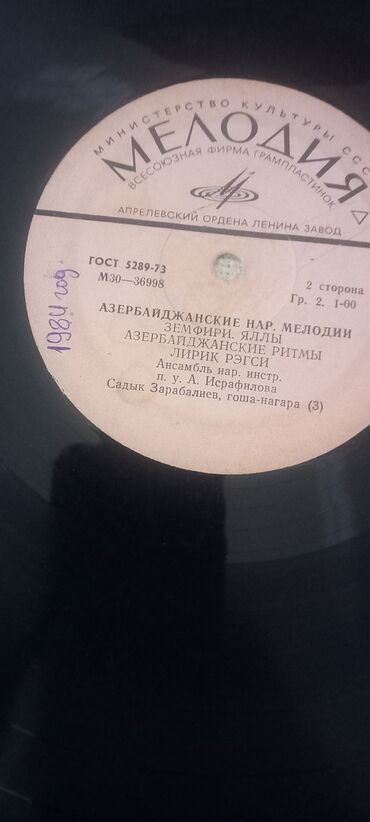 МИНИСТЕРСТВО КУЛЬТУРЫ СССР
МЕЛОДИЯ
ВСЕСОЮЗНАЯ ФИРМА ГРАМПЛАСТИНОК
АПРЕЛЕВСКИЙ ОРДЕНА ЛЕНИНА ЗАВОД
ГОСТ 5289-73
М30—36998
2 сторона
Гр. 2. 1-00
АЗЕРБАЙДЖАНСКИЕ НАР. МЕЛОДИИ
ЗЕМФИРИ. ЯЛЛЫ
АЗЕРБАЙДЖАНСКИЕ РИТМЫ
ЛИРИК РЭГСИ
Ансамбль нар. инстр.
п. у. А. Исрафилова
Садык Зарабалиев, гоша-нагара (3)
1984 год